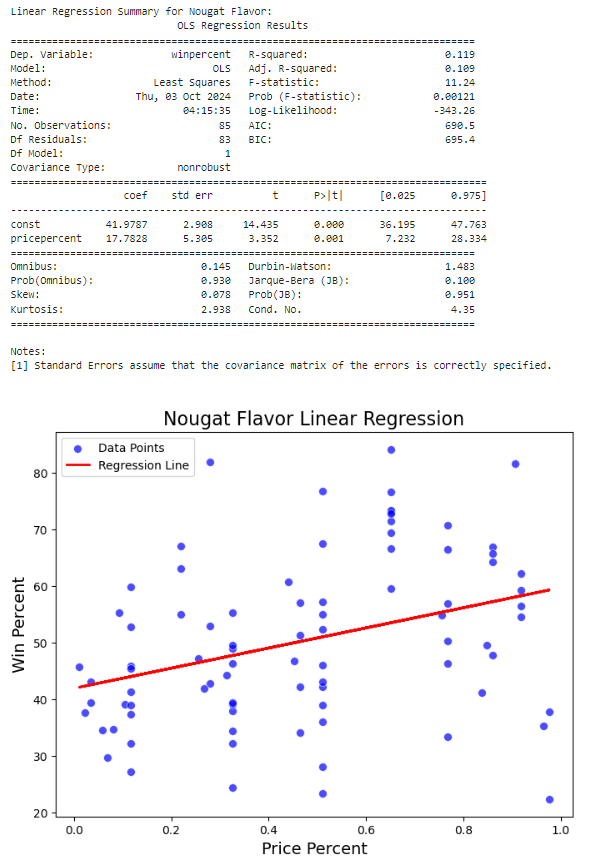 Linear Regression Summary for Nougat Flavor:
OLS Regression Results
==============================================================================
Dep. Variable: winpercent R-squared: 0.119
Model: OLS Adj. R-squared: 0.109
Method: Least Squares F-statistic: 11.24
Date: Thu, 03 Oct 2024 Prob (F-statistic): 0.00121
Time: 04:15:35 Log-Likelihood: -343.26
No. Observations: 85 AIC: 690.5
Df Residuals: 83 BIC: 695.4
Df Model: 1
Covariance Type: nonrobust
================================================================================
coef std err t P>|t| [0.025 0.975]
--------------------------------------------------------------------------------
const 41.9787 2.908 14.435 0.000 36.195 47.763
pricepercent 17.7828 5.305 3.352 0.001 7.232 28.334
==============================================================================
Omnibus: 0.145 Durbin-Watson: 1.483
Prob(Omnibus): 0.930 Jarque-Bera (JB): 0.100
Skew: 0.078 Prob(JB): 0.951
Kurtosis: 2.938 Cond. No. 4.35
==============================================================================
Notes:
[1] Standard Errors assume that the covariance matrix of the errors is correctly specified.
Nougat Flavor Linear Regression
Data Points
Regression Line
Win Percent
80
70
60
50
40
30
20
0.0 0.2 0.4 0.6 0.8 1.0
Price Percent